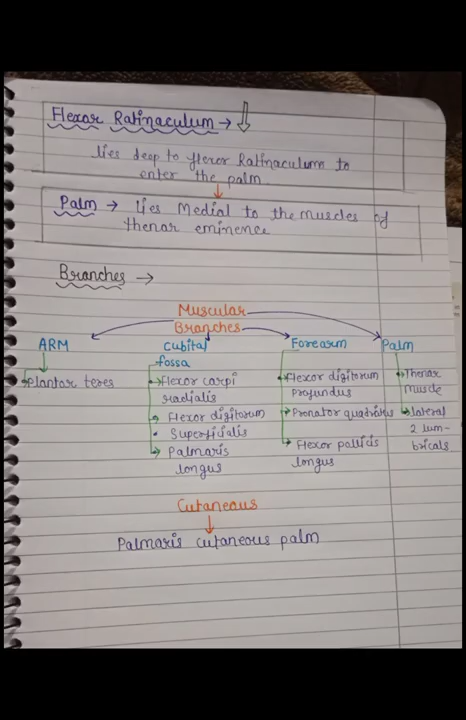 Flexor Ratinaculum →
lies deep to flexor Ratinaculum to
enter the palm.
Palm → lies Medial to the muscles of
thenar eminence
Branches →
Muscular
Branches
ARM
Plantar teres
Cubital
fossa
→ Flexor carpi
radialis
Flexor digitorum
• Superficialis
→ Palmaris
longus
Forearm
Flexor digitorum
Profundus
→ Pronator quadratus
→ Flexor pollicis
longus
Palm
→ Thenar
Muscle
lateral
2 lum-
bricals
Cutaneous
Palmaris cutaneous palm